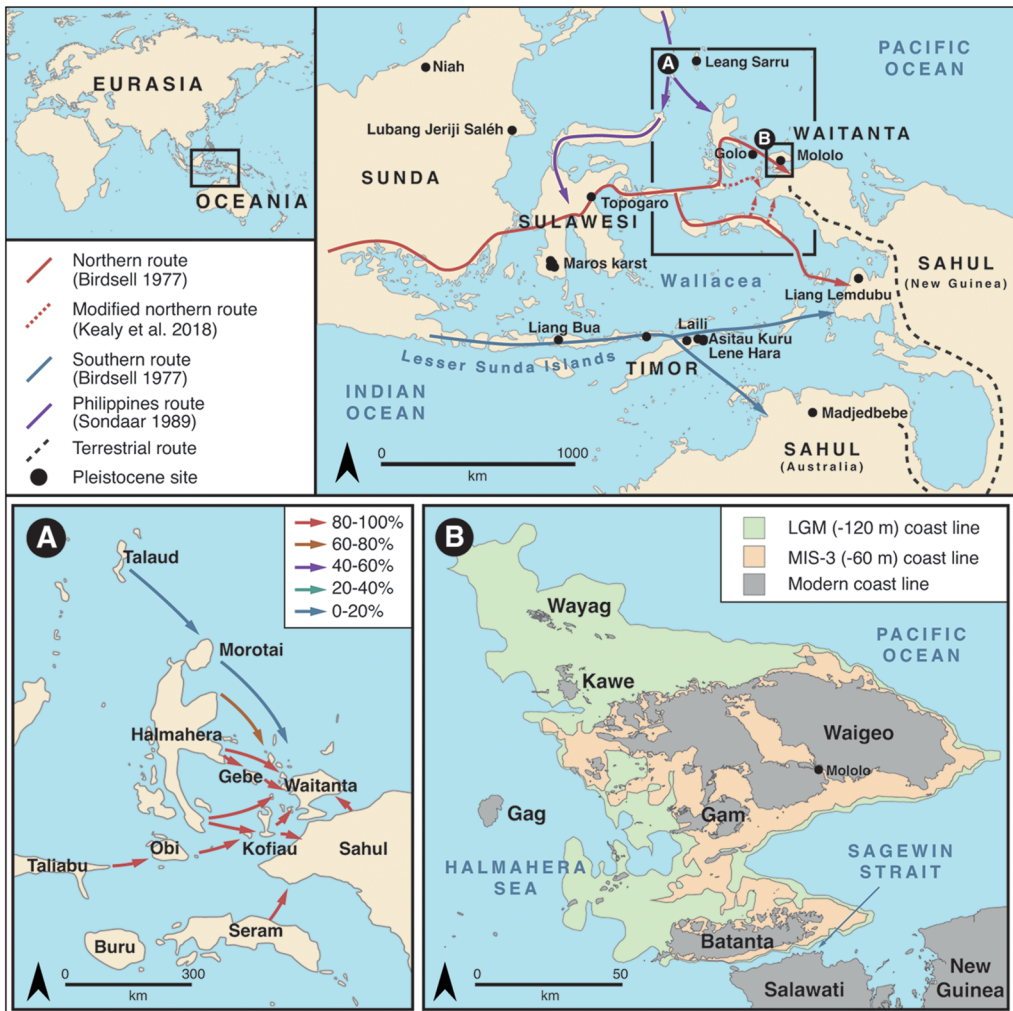 EURASIA
OCEANIA
Northern route
(Birdsell 1977)
Modified northern route
(Kealy et al. 2018)
Southern route
(Birdsell 1977)
Philippines route
(Sondaar 1989)
Terrestrial route
Pleistocene site
PACIFIC
OCEAN
A
Leang Sarru
Niah
Lubang Jeriji Saléh
B
WAITANTA
Golo
Mololo
SUNDA
Topogaro
SULAWESI
Maros karst
Wallacea
SAHUL
(New Guinea)
Liang Lemdubu
Liang Bua
Laili
Asitau Kuru
Lene Hara
Lesser Sunda Islands
TIMOR
INDIAN
OCEAN
Madjedbebe
SAHUL
(Australia)
0
1000
km
A
80-100%
60-80%
40-60%
20-40%
0-20%
Talaud
Morotai
Halmahera
Gebe
Waitanta
Obi
Kofiau
Sahul
Taliabu
Seram
Buru
0
300
km
B
LGM (-120 m) coast line
MIS-3 (-60 m) coast line
Modern coast line
Wayag
PACIFIC
OCEAN
Kawe
Waigeo
Mololo
Gag
Gam
HALMAHERA
SEA
SAGEWIN
STRAIT
Batanta
Salawati
New
Guinea
0
50
km